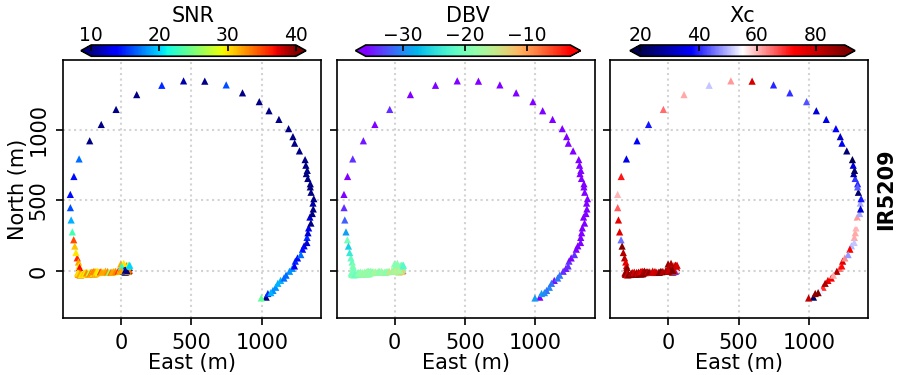 SNR DBV Xc
10 20 30 40 −30 −20 −10 20 40 60 80
1000
500
0
North (m)
IR5209
0 500 1000 0 500 1000 0 500 1000
East (m) East (m) East (m)